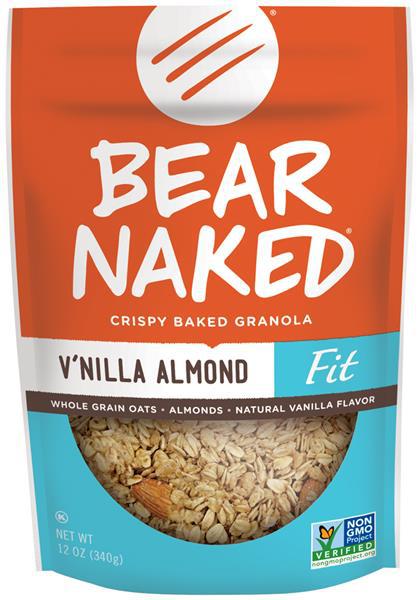 BEAR
NAKED®
CRISPY BAKED GRANOLA
V'NILLA ALMOND
Fit
WHOLE GRAIN OATS • ALMONDS • NATURAL VANILLA FLAVOR
K
NET WT
12 OZ (340g)
NON
GMO
Project
VERIFIED
nongmoproject.org